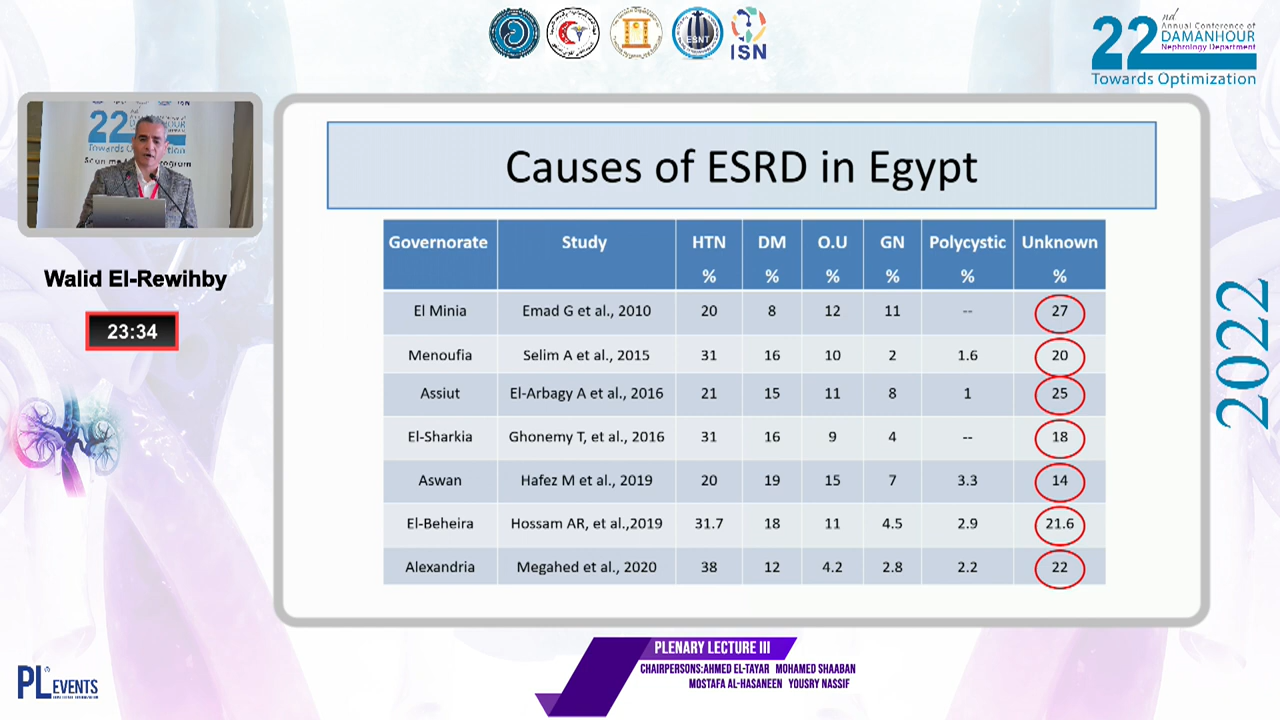 ESNT
ISN
22nd
Annual Conference of
DAMANHOUR
Nephrology Department
Towards Optimization
22
Towards Optimization
Walid El-Rewihby
23:34
Causes of ESRD in Egypt
Governorate Study HTN % DM % O.U % GN % Polycystic % Unknown %
El Minia Emad G et al., 2010 20 8 12 11 -- 27
Menoufia Selim A et al., 2015 31 16 10 2 1.6 20
Assiut El-Arbagy A et al., 2016 21 15 11 8 1 25
El-Sharkia Ghonemy T, et al., 2016 31 16 9 4 -- 18
Aswan Hafez M et al., 2019 20 19 15 7 3.3 14
El-Beheira Hossam AR, et al.,2019 31.7 18 11 4.5 2.9 21.6
Alexandria Megahed et al., 2020 38 12 4.2 2.8 2.2 22
2022
PLENARY LECTURE III
CHAIRPERSONS:AHMED EL-TAYAR MOHAMED SHAABAN
MOSTAFA AL-HASANEEN YOUSRY NASSIF
PL EVENTS